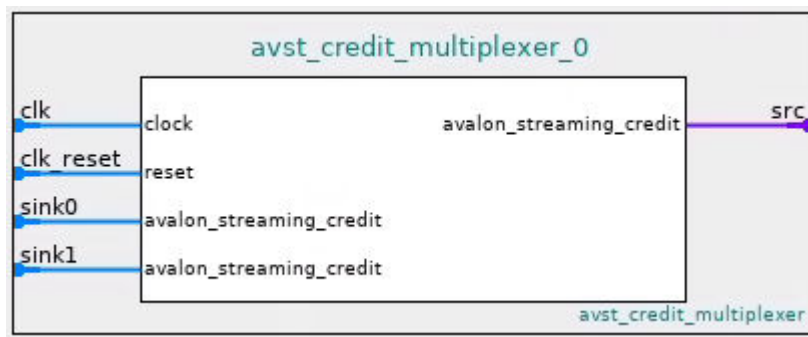 avst_credit_multiplexer_0
clk
clock
avalon_streaming_credit
src
clk_reset
reset
sink0
avalon_streaming_credit
sink1
avalon_streaming_credit
avst_credit_multiplexer